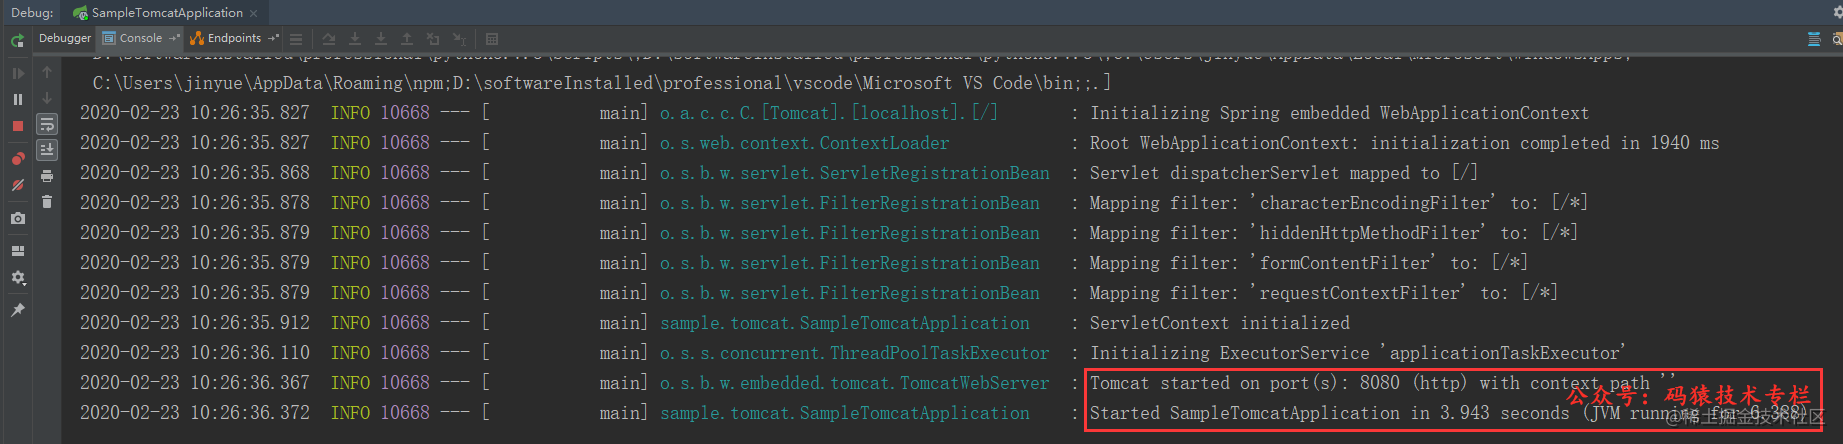 Debug: SampleTomcatApplication
Debugger Console Endpoints
C:\Users\jinyue\AppData\Roaming\npm;D:\softwareInstalled\professional\vscode\Microsoft VS Code\bin;;.]
2020-02-23 10:26:35.827 INFO 10668 --- [ main] o.a.c.c.C.[Tomcat].[localhost].[/] : Initializing Spring embedded WebApplicationContext
2020-02-23 10:26:35.827 INFO 10668 --- [ main] o.s.web.context.ContextLoader : Root WebApplicationContext: initialization completed in 1940 ms
2020-02-23 10:26:35.868 INFO 10668 --- [ main] o.s.b.w.servlet.ServletRegistrationBean : Servlet dispatcherServlet mapped to [/]
2020-02-23 10:26:35.878 INFO 10668 --- [ main] o.s.b.w.servlet.FilterRegistrationBean : Mapping filter: 'characterEncodingFilter' to: [/*]
2020-02-23 10:26:35.879 INFO 10668 --- [ main] o.s.b.w.servlet.FilterRegistrationBean : Mapping filter: 'hiddenHttpMethodFilter' to: [/*]
2020-02-23 10:26:35.879 INFO 10668 --- [ main] o.s.b.w.servlet.FilterRegistrationBean : Mapping filter: 'formContentFilter' to: [/*]
2020-02-23 10:26:35.879 INFO 10668 --- [ main] o.s.b.w.servlet.FilterRegistrationBean : Mapping filter: 'requestContextFilter' to: [/*]
2020-02-23 10:26:35.912 INFO 10668 --- [ main] sample.tomcat.SampleTomcatApplication : ServletContext initialized
2020-02-23 10:26:36.110 INFO 10668 --- [ main] o.s.s.concurrent.ThreadPoolTaskExecutor : Initializing ExecutorService 'applicationTaskExecutor'
2020-02-23 10:26:36.367 INFO 10668 --- [ main] o.s.b.w.embedded.tomcat.TomcatWebServer : Tomcat started on port(s): 8080 (http) with context path ''
公众号：码猿技术专栏
2020-02-23 10:26:36.372 INFO 10668 --- [ main] sample.tomcat.SampleTomcatApplication : Started SampleTomcatApplication in 3.943 seconds (JVM running for 6.388)
@稀土掘金技术社区